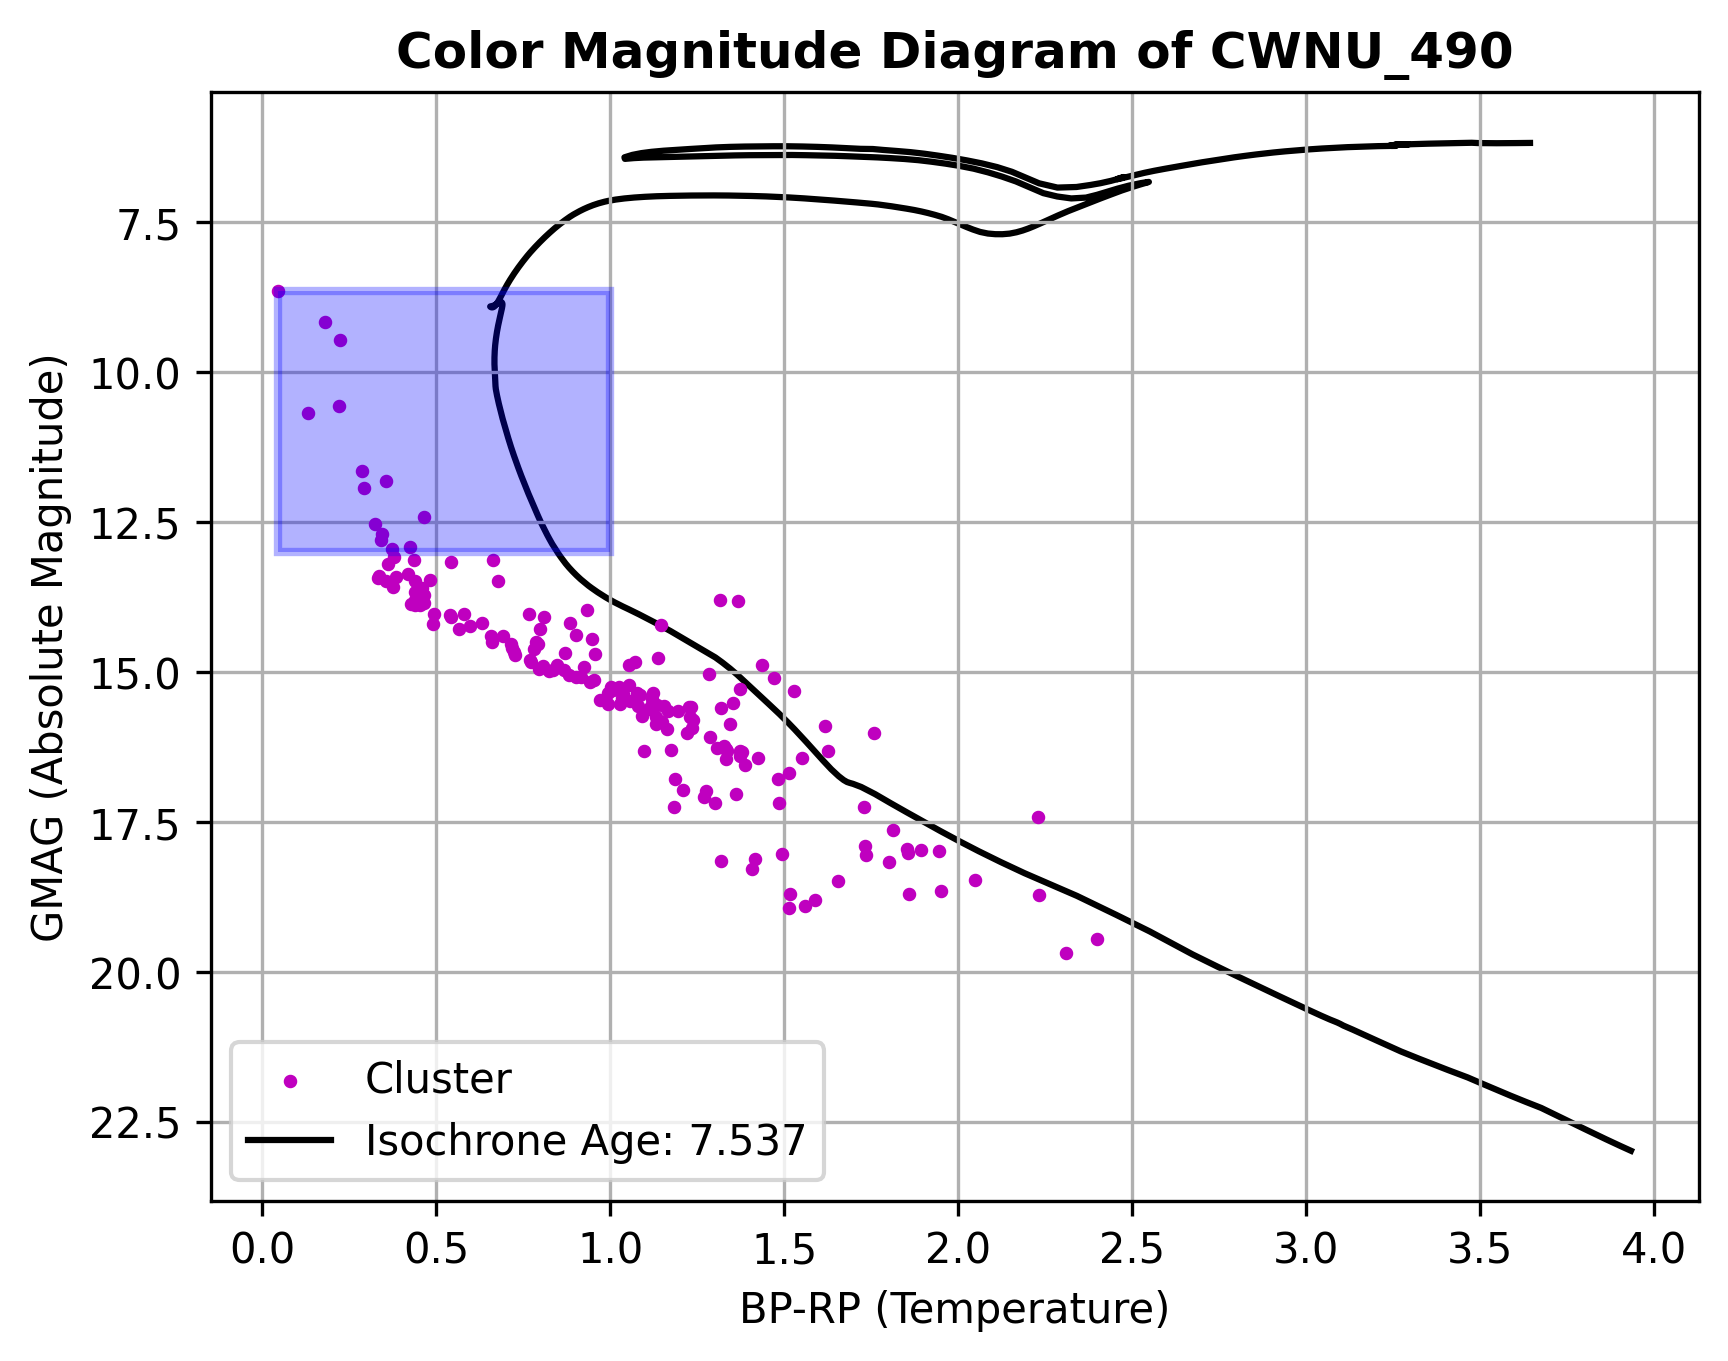 Color Magnitude Diagram of CWNU_490
GMAG (Absolute Magnitude)
7.5
10.0
12.5
15.0
17.5
20.0
22.5
Cluster
Isochrone Age: 7.537
0.0 0.5 1.0 1.5 2.0 2.5 3.0 3.5 4.0
BP-RP (Temperature)